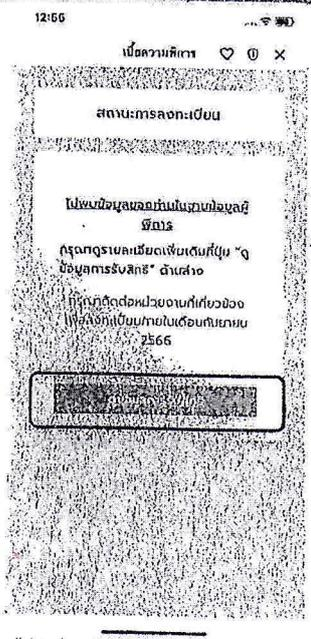 12:56
เบี้ยความพิการ
สถานะการลงทะเบียน
ไม่พบข้อมูลของท่านในฐานข้อมูลผู้
พิการ
กรุณาดูรายละเอียดเพิ่มเติมที่ปุ่ม "ดู
ข้อมูลการรับสิทธิ" ด้านล่าง
กรุณาติดต่อหน่วยงานที่เกี่ยวข้อง
เพื่อลงทะเบียนภายในเดือนกันยายน
2566